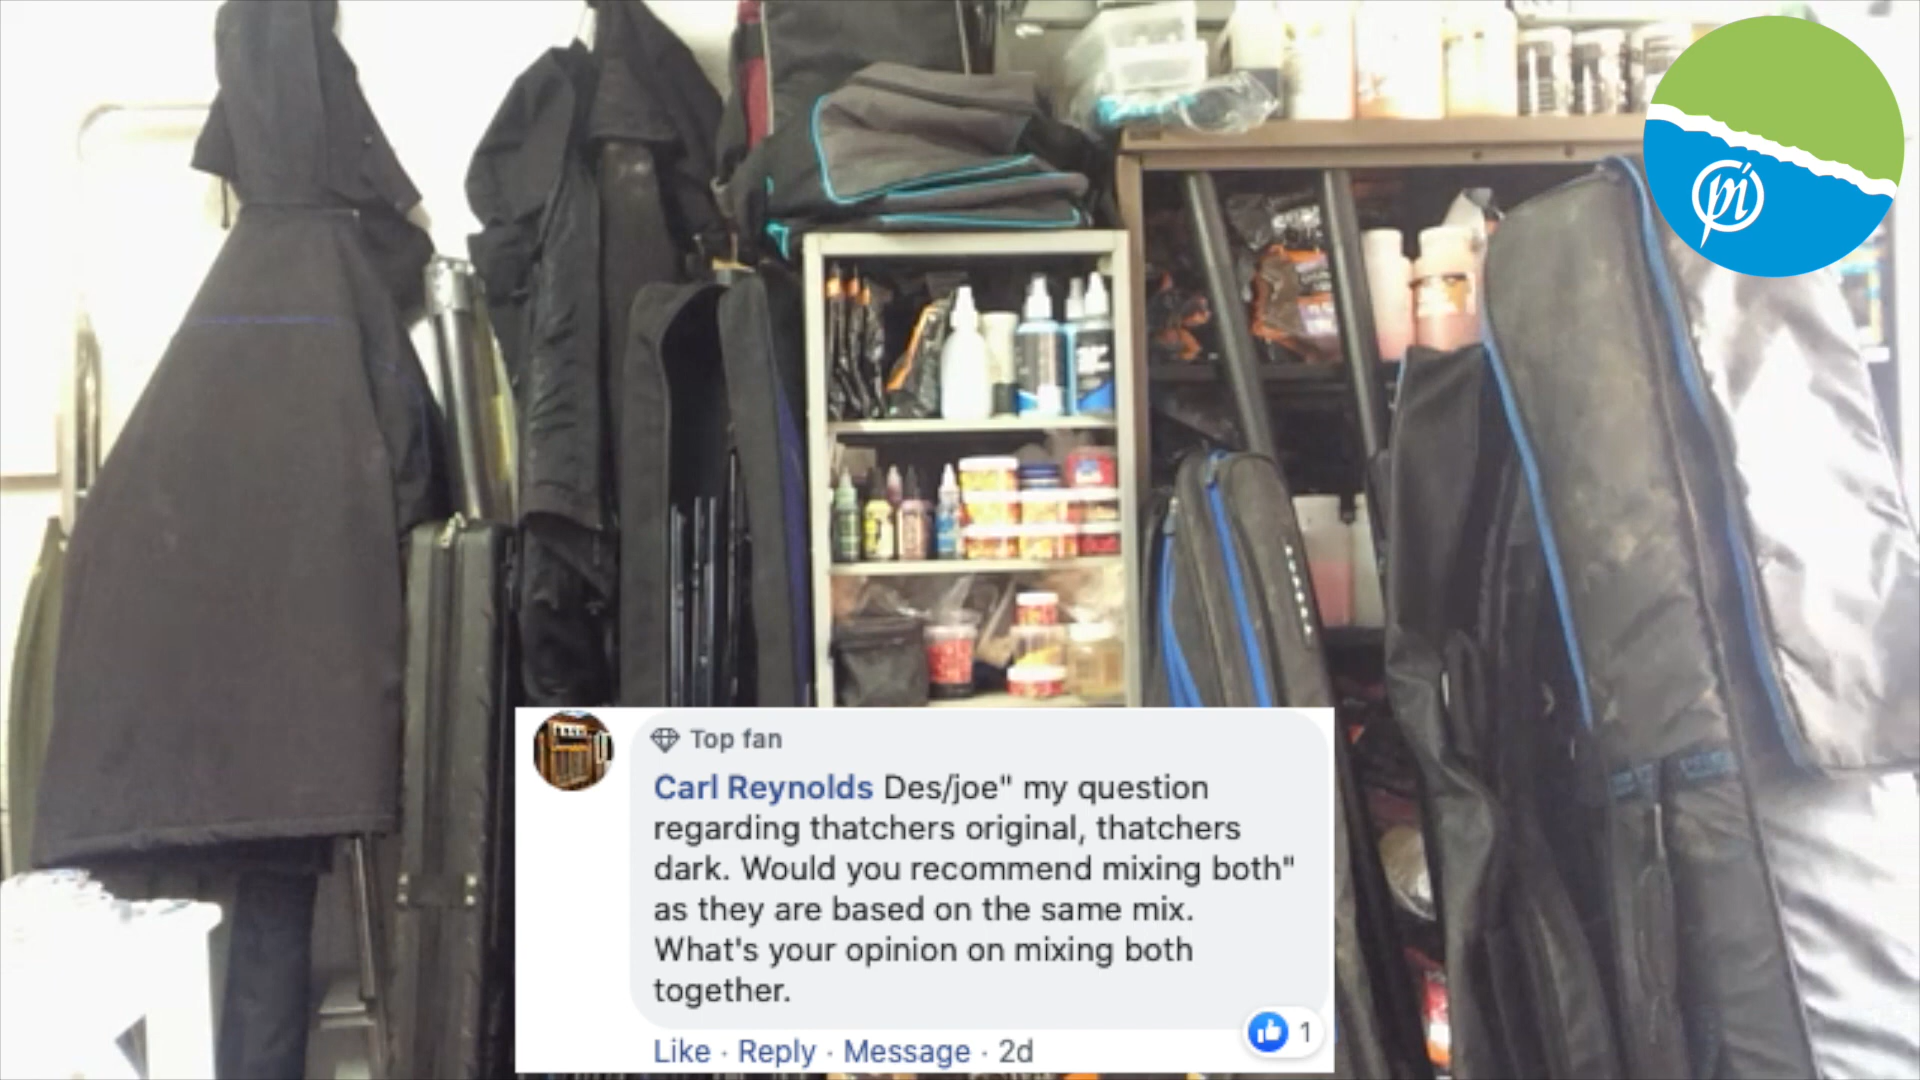 pi
Top fan
Carl Reynolds Des/joe" my question
regarding thatchers original, thatchers
dark. Would you recommend mixing both"
as they are based on the same mix.
What's your opinion on mixing both
together.
1
Like · Reply · Message · 2d